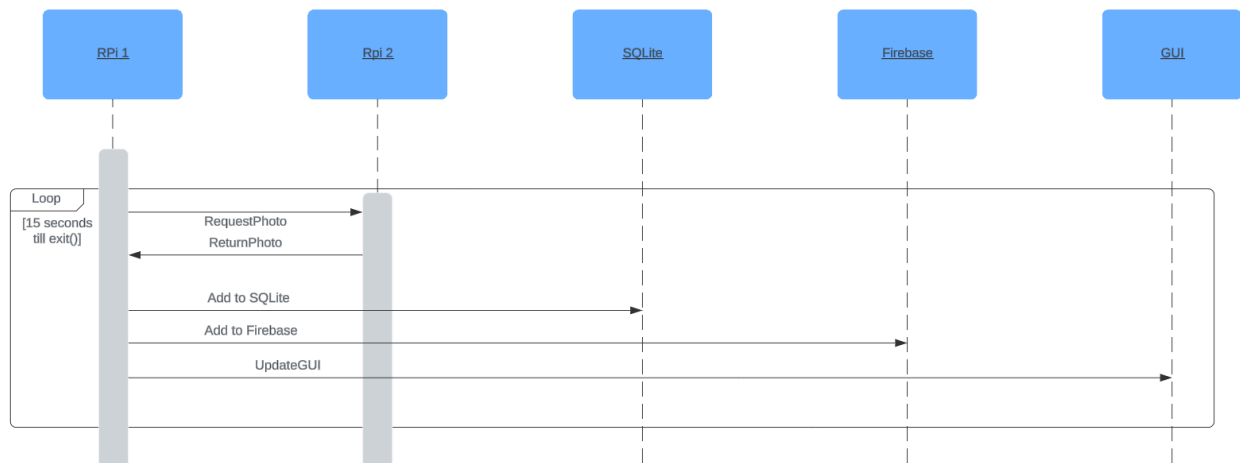 RPi 1
Rpi 2
SQLite
Firebase
GUI
Loop
[15 seconds
till exit()]
RequestPhoto
ReturnPhoto
Add to SQLite
Add to Firebase
UpdateGUI